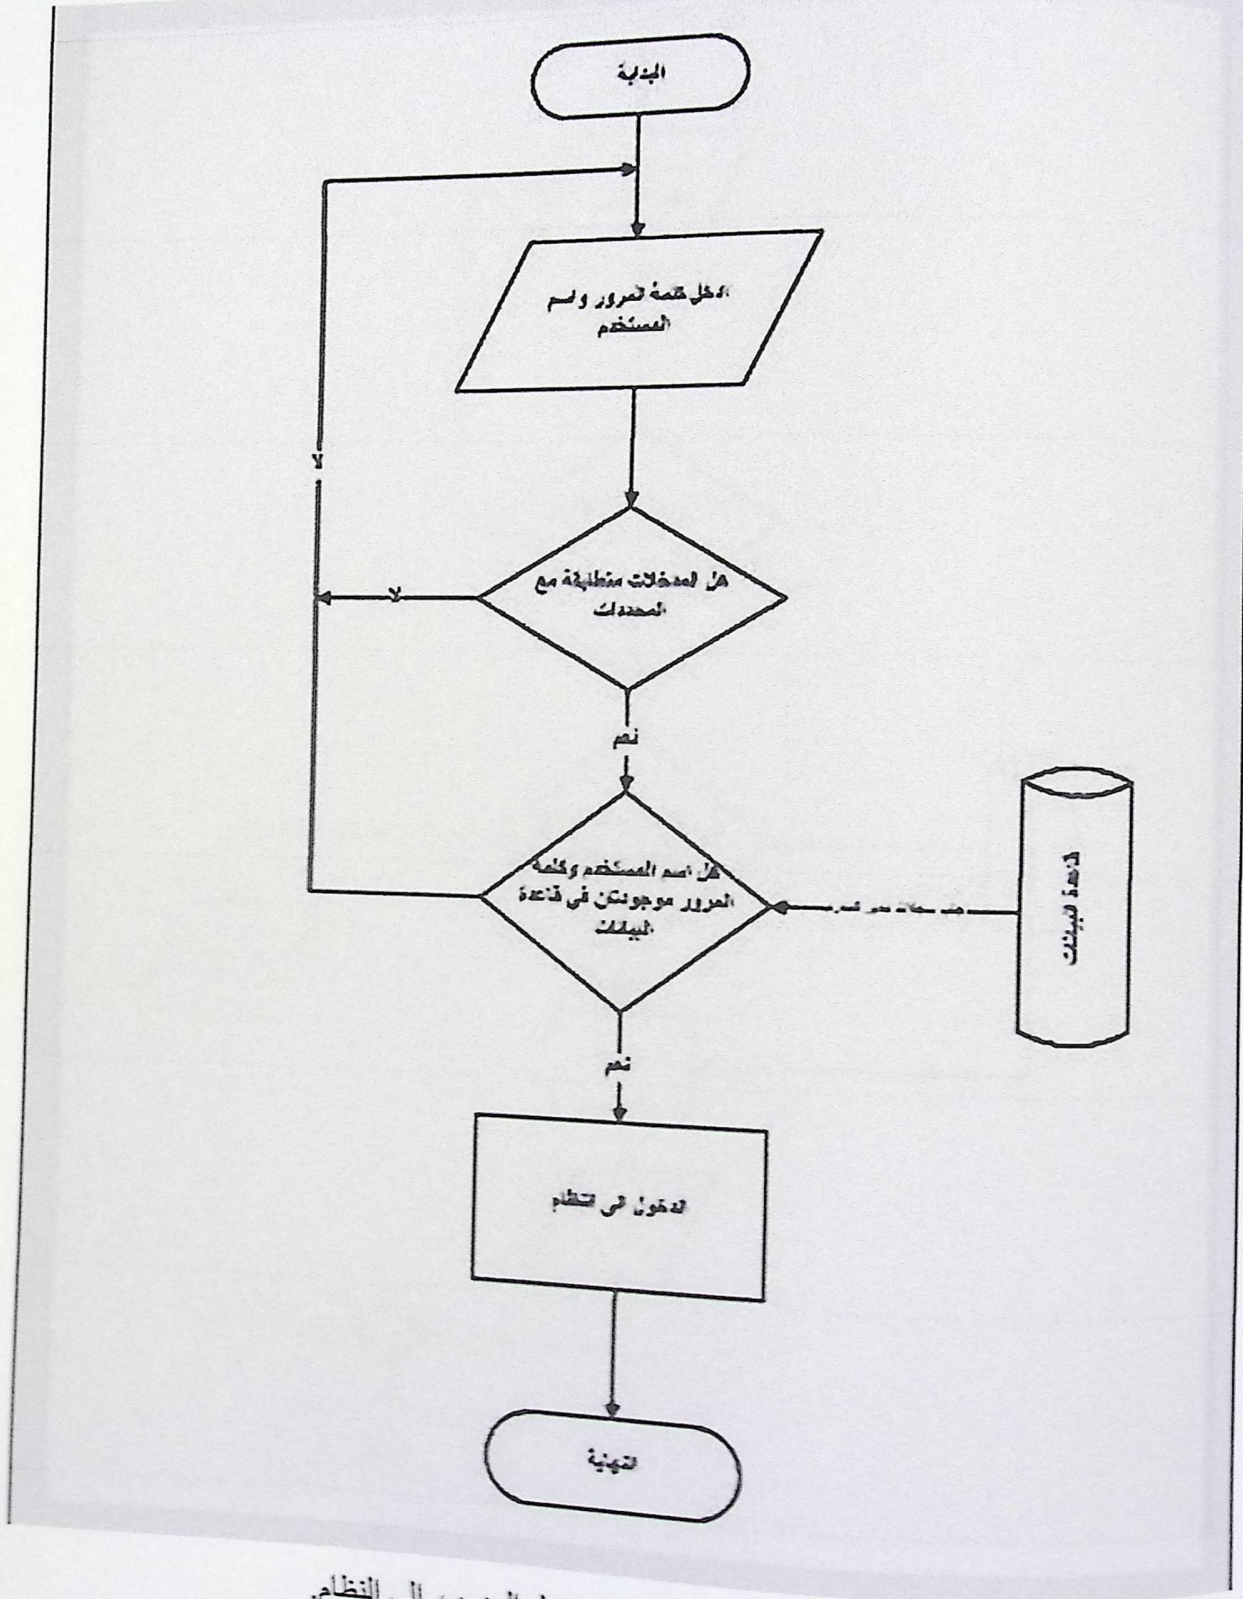 البداية
ادخل كلمة المرور واسم
المستخدم
لا
هل المدخلات متطابقة مع
المحددات
لا
نعم
هل اسم المستخدم وكلمة
المرور موجودتان في قاعدة
البيانات
قاعدة البيانات
نعم
الدخول الى النظام
النهاية
النظام.